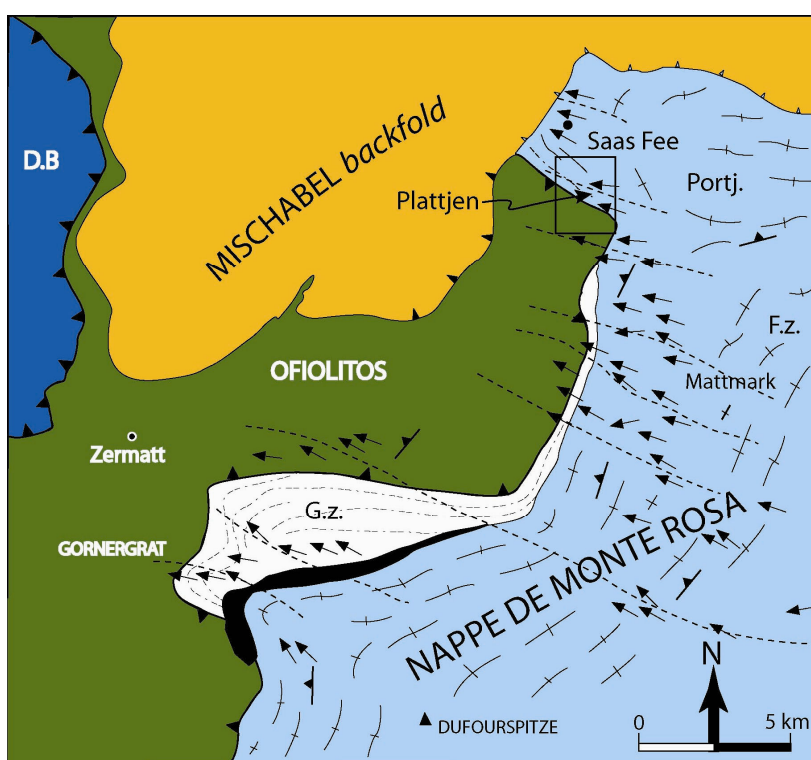 D.B
MISCHABEL backfold
Saas Fee
Plattjen
Portj.
F.z.
OFIOLITOS
Mattmark
Zermatt
G.z.
GORNERGRAT
NAPPE DE MONTE ROSA
N
DUFOURSPITZE
0 5 km